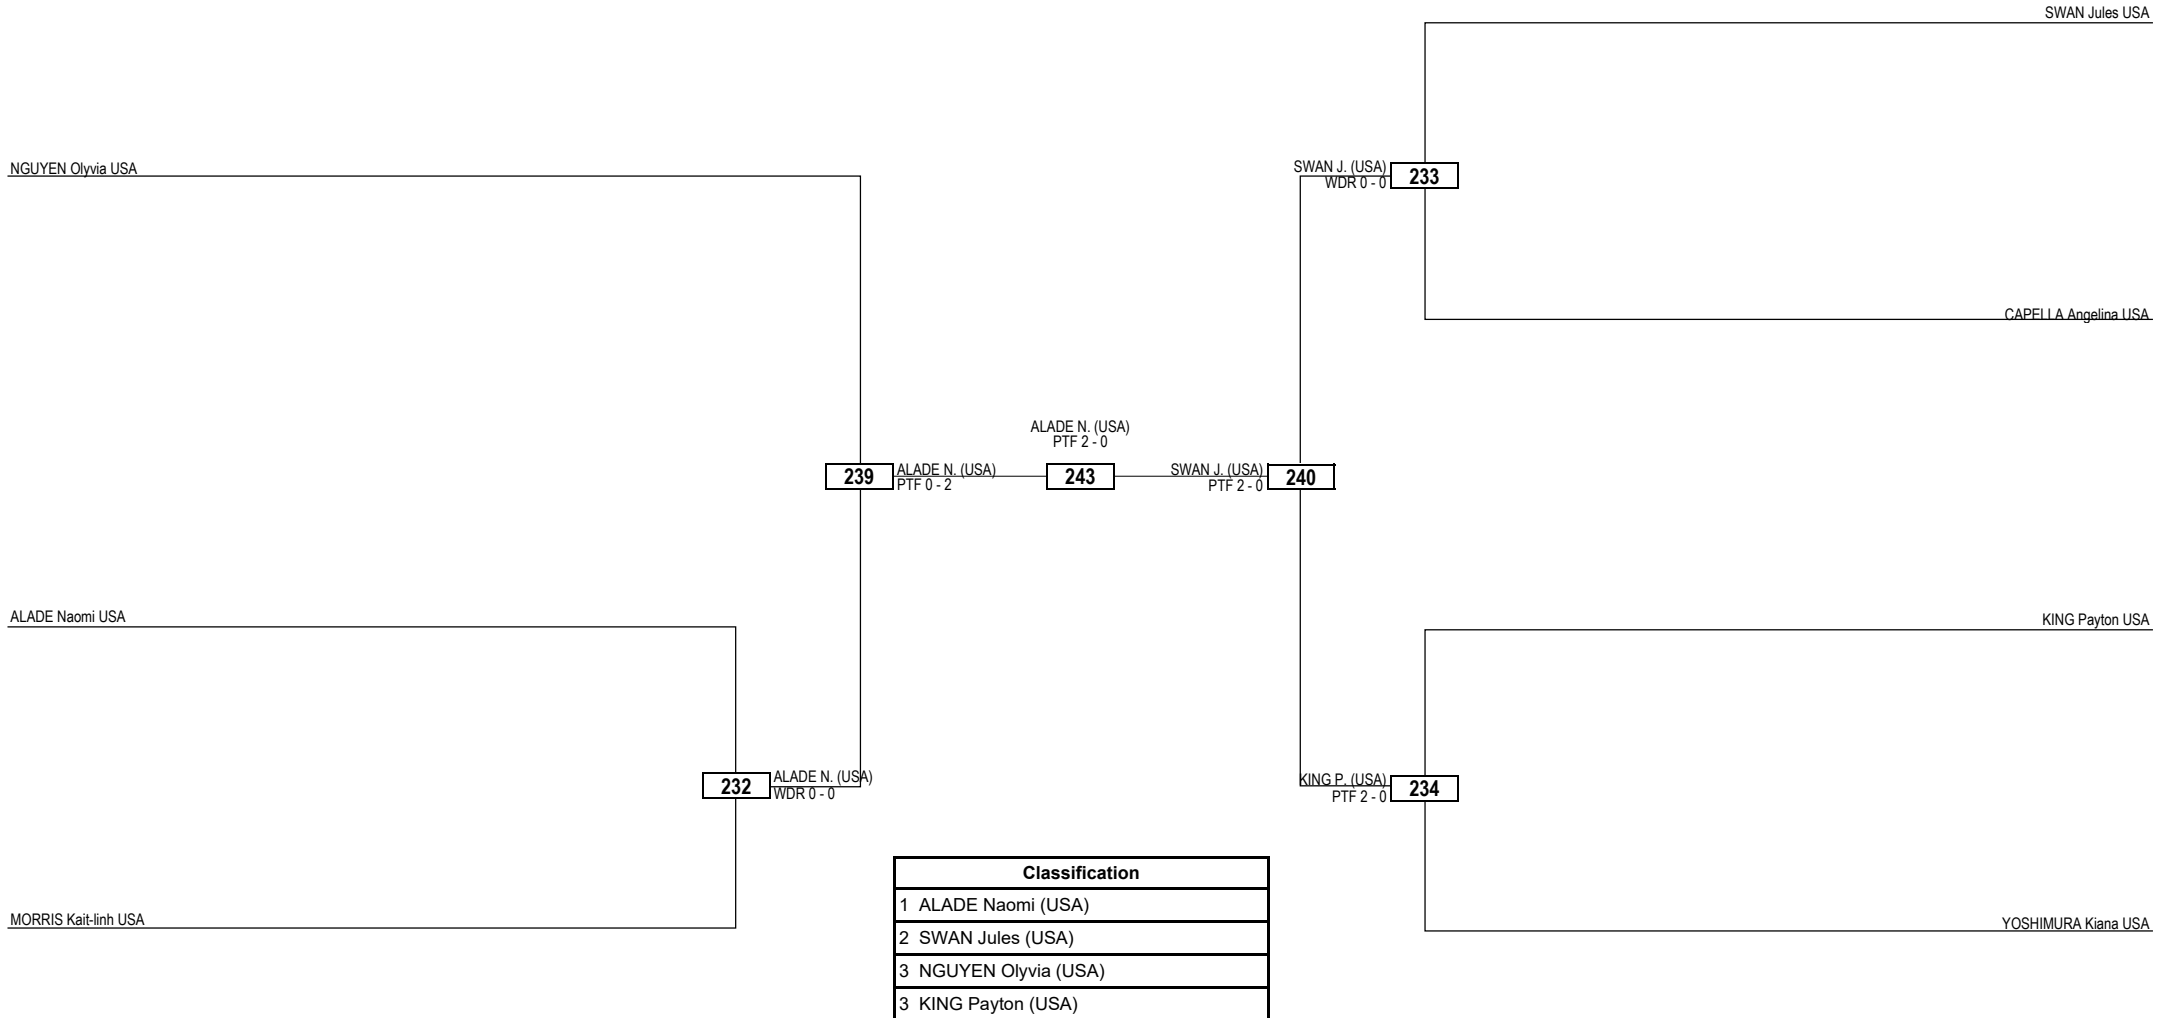 SWAN Jules USA
NGUYEN Olyvia USA
SWAN J. (USA)
WDR 0 - 0
233
CAPELLA Angelina USA
ALADE N. (USA)
PTF 2 - 0
239
ALADE N. (USA)
PTF 0 - 2
243
SWAN J. (USA)
PTF 2 - 0
240
ALADE Naomi USA
KING Payton USA
232
ALADE N. (USA)
WDR 0 - 0
KING P. (USA)
PTF 2 - 0
234
MORRIS Kait-linh USA
YOSHIMURA Kiana USA
Classification
1 ALADE Naomi (USA)
2 SWAN Jules (USA)
3 NGUYEN Olyvia (USA)
3 KING Payton (USA)